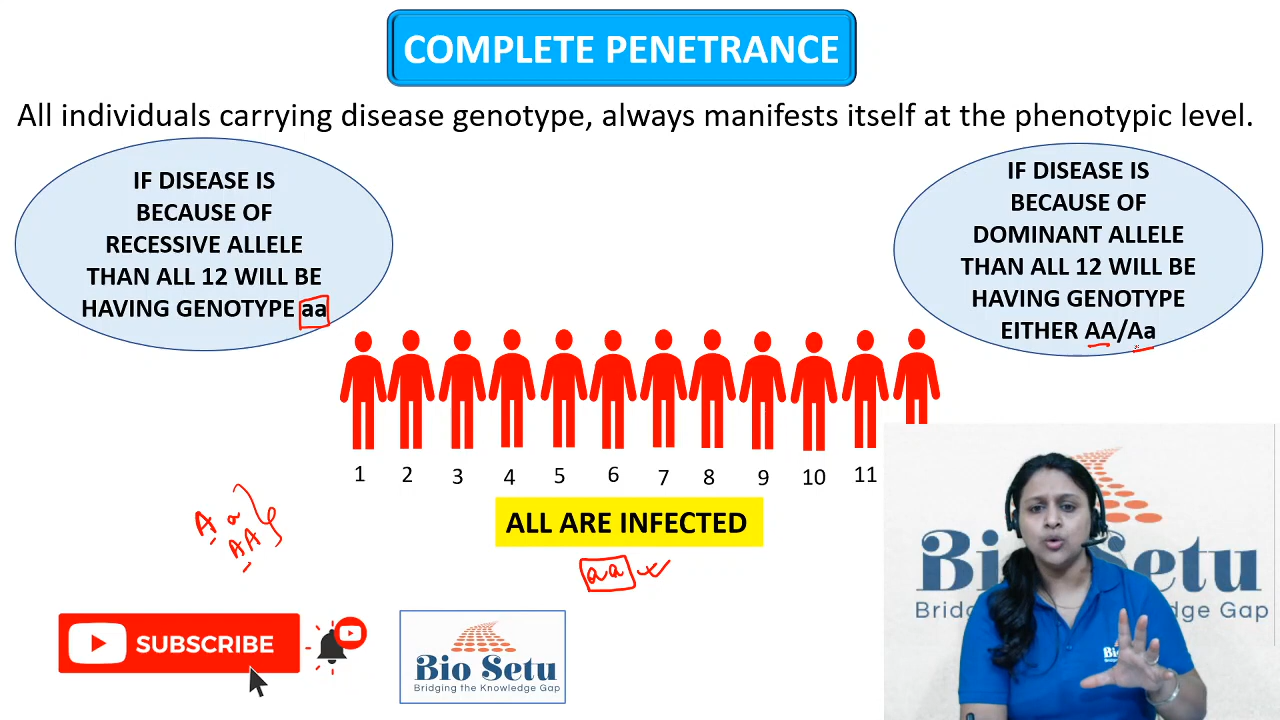 COMPLETE PENETRANCE
All individuals carrying disease genotype, always manifests itself at the phenotypic level.
IF DISEASE IS
BECAUSE OF
RECESSIVE ALLELE
THAN ALL 12 WILL BE
HAVING GENOTYPE aa
IF DISEASE IS
BECAUSE OF
DOMINANT ALLELE
THAN ALL 12 WILL BE
HAVING GENOTYPE
EITHER AA/Aa
1 2 3 4 5 6 7 8 9 10 11
A a
AA
ALL ARE INFECTED
aa
SUBSCRIBE
Bio Setu
Bridging the Knowledge Gap
Bio Setu